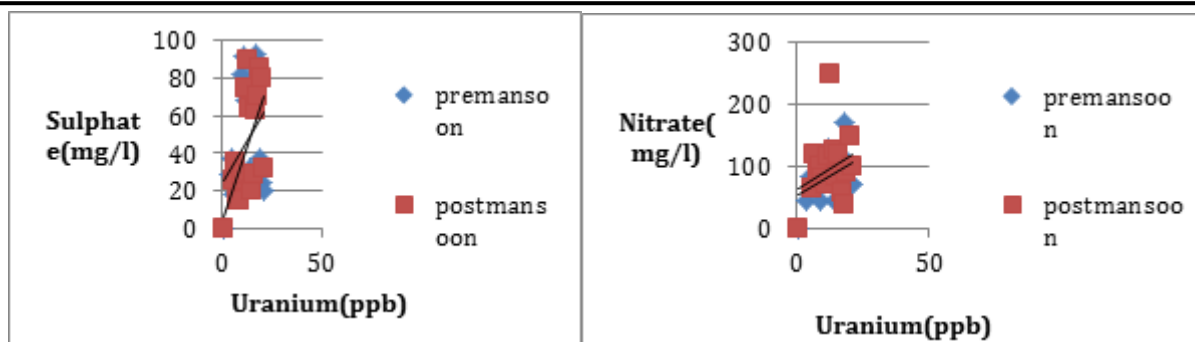 100
80
60
40
20
0
Sulphat
e(mg/l)
0
50
Uranium(ppb)
premanso
on
postmans
oon
300
200
100
0
Nitrate(
mg/l)
0
50
Uranium(ppb)
premansoo
n
postmansoo
n